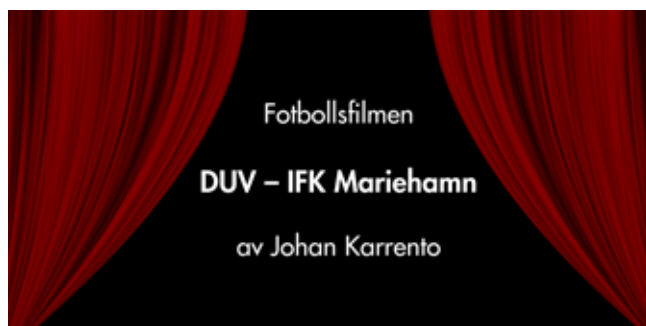 Fotbollsfilmen
DUV – IFK Mariehamn
av Johan Karrento